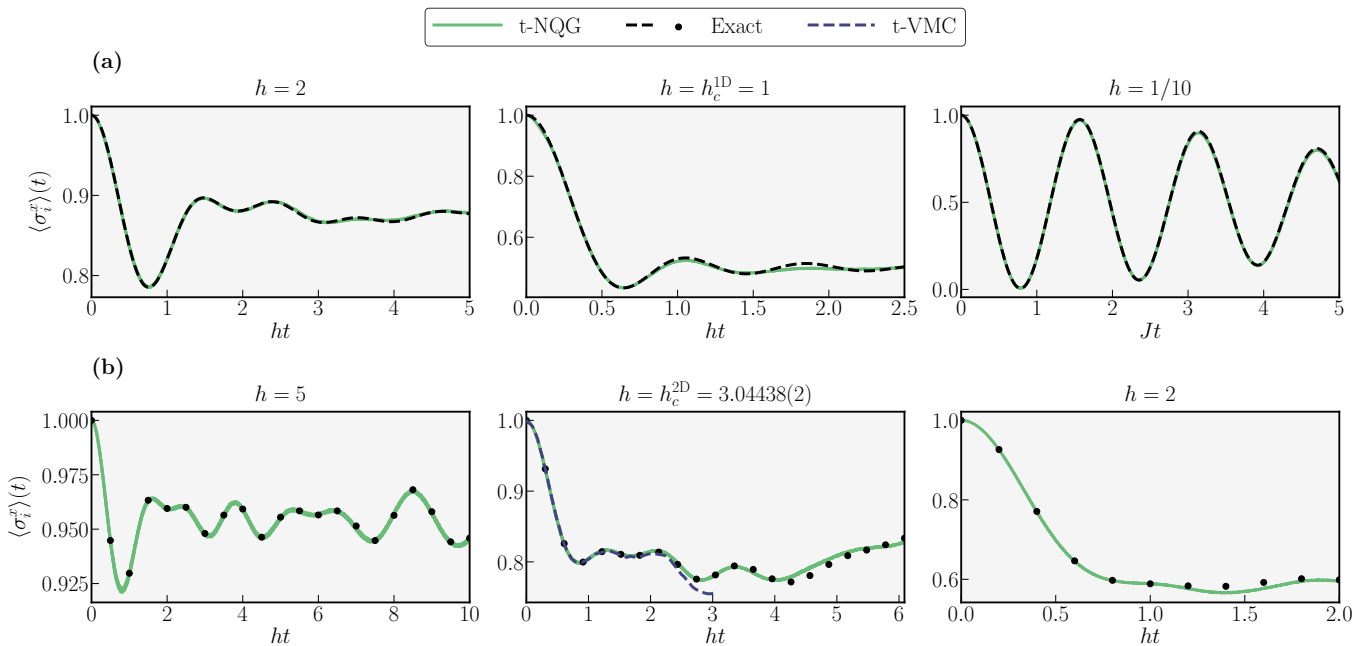 t-NQG Exact t-VMC
(a)
h = 2
h = h_c^{1D} = 1
h = 1/10
⟨σ_i^x⟩(t)
1.0
0.9
0.8
0 1 2 3 4 5
ht
1.0
0.8
0.6
0.0 0.5 1.0 1.5 2.0 2.5
ht
1.0
0.5
0.0
0 1 2 3 4 5
Jt
(b)
h = 5
h = h_c^{2D} = 3.04438(2)
h = 2
⟨σ_i^x⟩(t)
1.000
0.975
0.950
0.925
0 2 4 6 8 10
ht
1.0
0.9
0.8
0 1 2 3 4 5 6
ht
1.0
0.8
0.6
0.0 0.5 1.0 1.5 2.0
ht